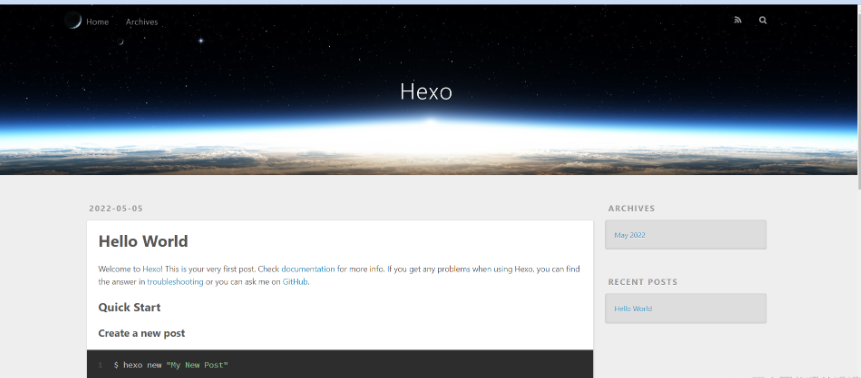 Home Archives
Hexo
2022-05-05
Hello World
Welcome to Hexo! This is your very first post. Check documentation for more info. If you get any problems when using Hexo, you can find
the answer in troubleshooting or you can ask me on GitHub.
Quick Start
Create a new post
1 $ hexo new "My New Post"
ARCHIVES
May 2022
RECENT POSTS
Hello World